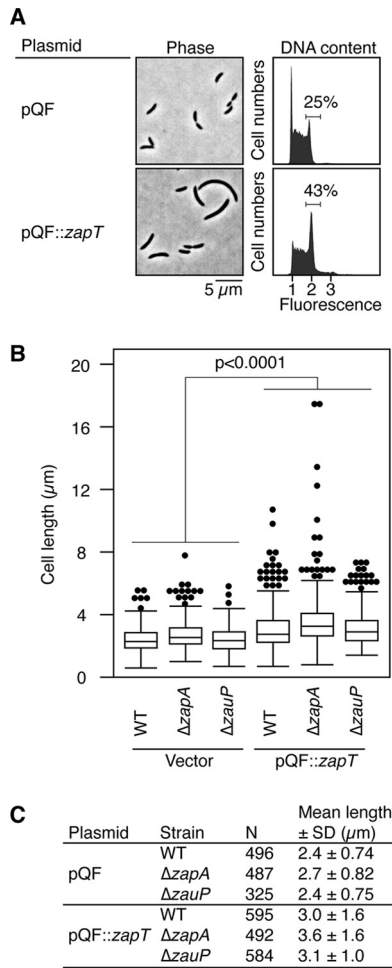 A
Plasmid Phase DNA content
pQF
Cell numbers
25%
pQF::zapT
Cell numbers
43%
5 µm
1 2 3
Fluorescence
B
p<0.0001
20
16
12
8
4
0
Cell length (µm)
WT ΔzapA ΔzauP WT ΔzapA ΔzauP
Vector pQF::zapT
C
Mean length
Plasmid Strain N ± SD (µm)
WT 496 2.4 ± 0.74
pQF ΔzapA 487 2.7 ± 0.82
ΔzauP 325 2.4 ± 0.75
WT 595 3.0 ± 1.6
pQF::zapT ΔzapA 492 3.6 ± 1.6
ΔzauP 584 3.1 ± 1.0